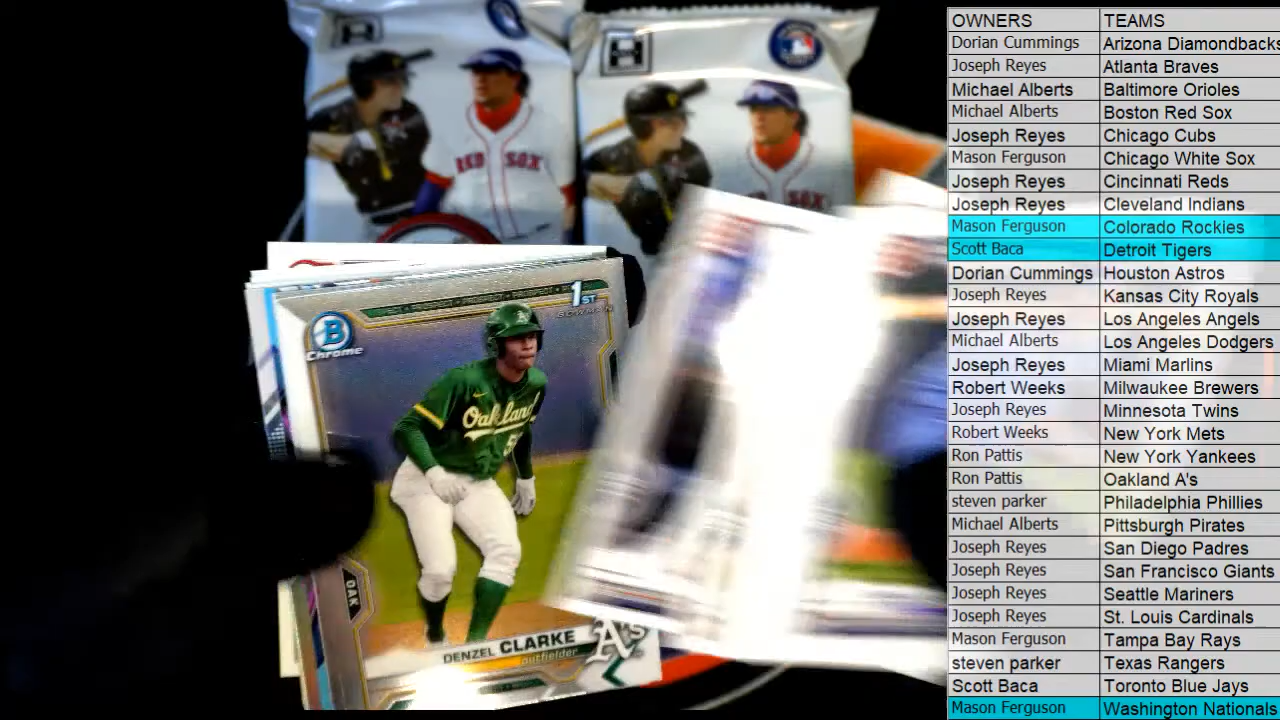 OWNERS TEAMS
Dorian Cummings Arizona Diamondbacks
Joseph Reyes Atlanta Braves
Michael Alberts Baltimore Orioles
Michael Alberts Boston Red Sox
Joseph Reyes Chicago Cubs
Mason Ferguson Chicago White Sox
Joseph Reyes Cincinnati Reds
Joseph Reyes Cleveland Indians
Mason Ferguson Colorado Rockies
Scott Baca Detroit Tigers
Dorian Cummings Houston Astros
Joseph Reyes Kansas City Royals
Joseph Reyes Los Angeles Angels
Michael Alberts Los Angeles Dodgers
Joseph Reyes Miami Marlins
Robert Weeks Milwaukee Brewers
Joseph Reyes Minnesota Twins
Robert Weeks New York Mets
Ron Pattis New York Yankees
Ron Pattis Oakland A's
steven parker Philadelphia Phillies
Michael Alberts Pittsburgh Pirates
Joseph Reyes San Diego Padres
Joseph Reyes San Francisco Giants
Joseph Reyes Seattle Mariners
Joseph Reyes St. Louis Cardinals
Mason Ferguson Tampa Bay Rays
steven parker Texas Rangers
Scott Baca Toronto Blue Jays
Mason Ferguson Washington Nationals
H
RED SOX
H
B
Chrome
1ST
BOWMAN
A's
Oakland
OAK
DENZEL CLARKE
outfielder
A's